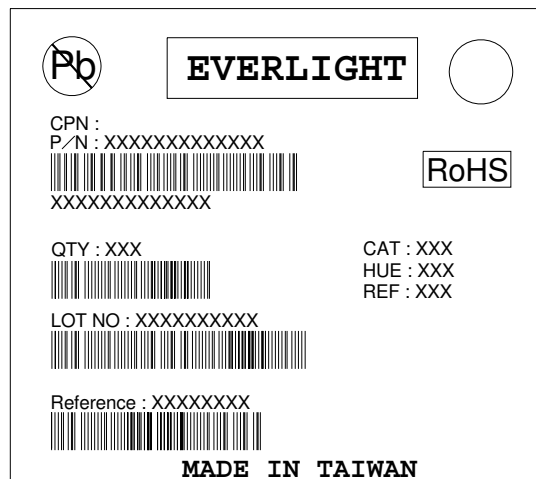 Pb
EVERLIGHT
CPN :
P/N : XXXXXXXXXXXXX
RoHS
XXXXXXXXXXXXX
QTY : XXX
CAT : XXX
HUE : XXX
REF : XXX
LOT NO : XXXXXXXXXX
Reference : XXXXXXXX
MADE IN TAIWAN